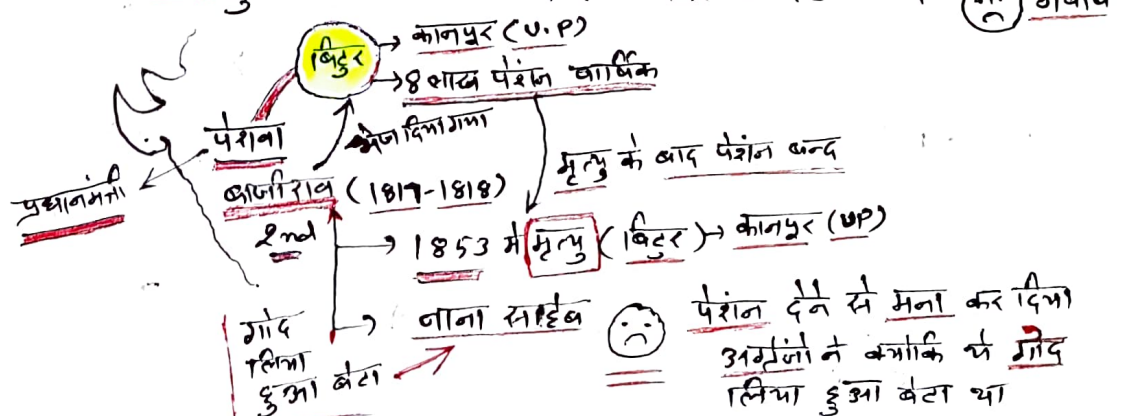 कानपुर (U.P)
बिठुर
8 लाख पेंशन वार्षिक
भेज दिया गया
पेशवा
मृत्यु के बाद पेंशन बन्द
प्रधानमंत्री
बाजीराव (1817-1818)
2nd
1853 मे मृत्यु (बिठुर) → कानपुर (UP)
नाना साहेब
गोद
लिया
हुआ बेटा
पेंशन देने से मना कर दिया
अंग्रेजो ने क्योकि ये गोद
लिया हुआ बेटा था